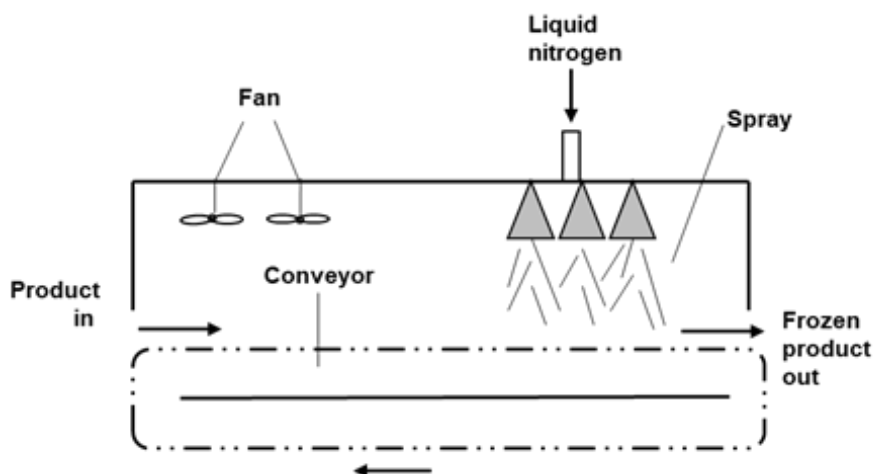 Liquid
nitrogen
Fan
Spray
Conveyor
Product
in
Frozen
product
out